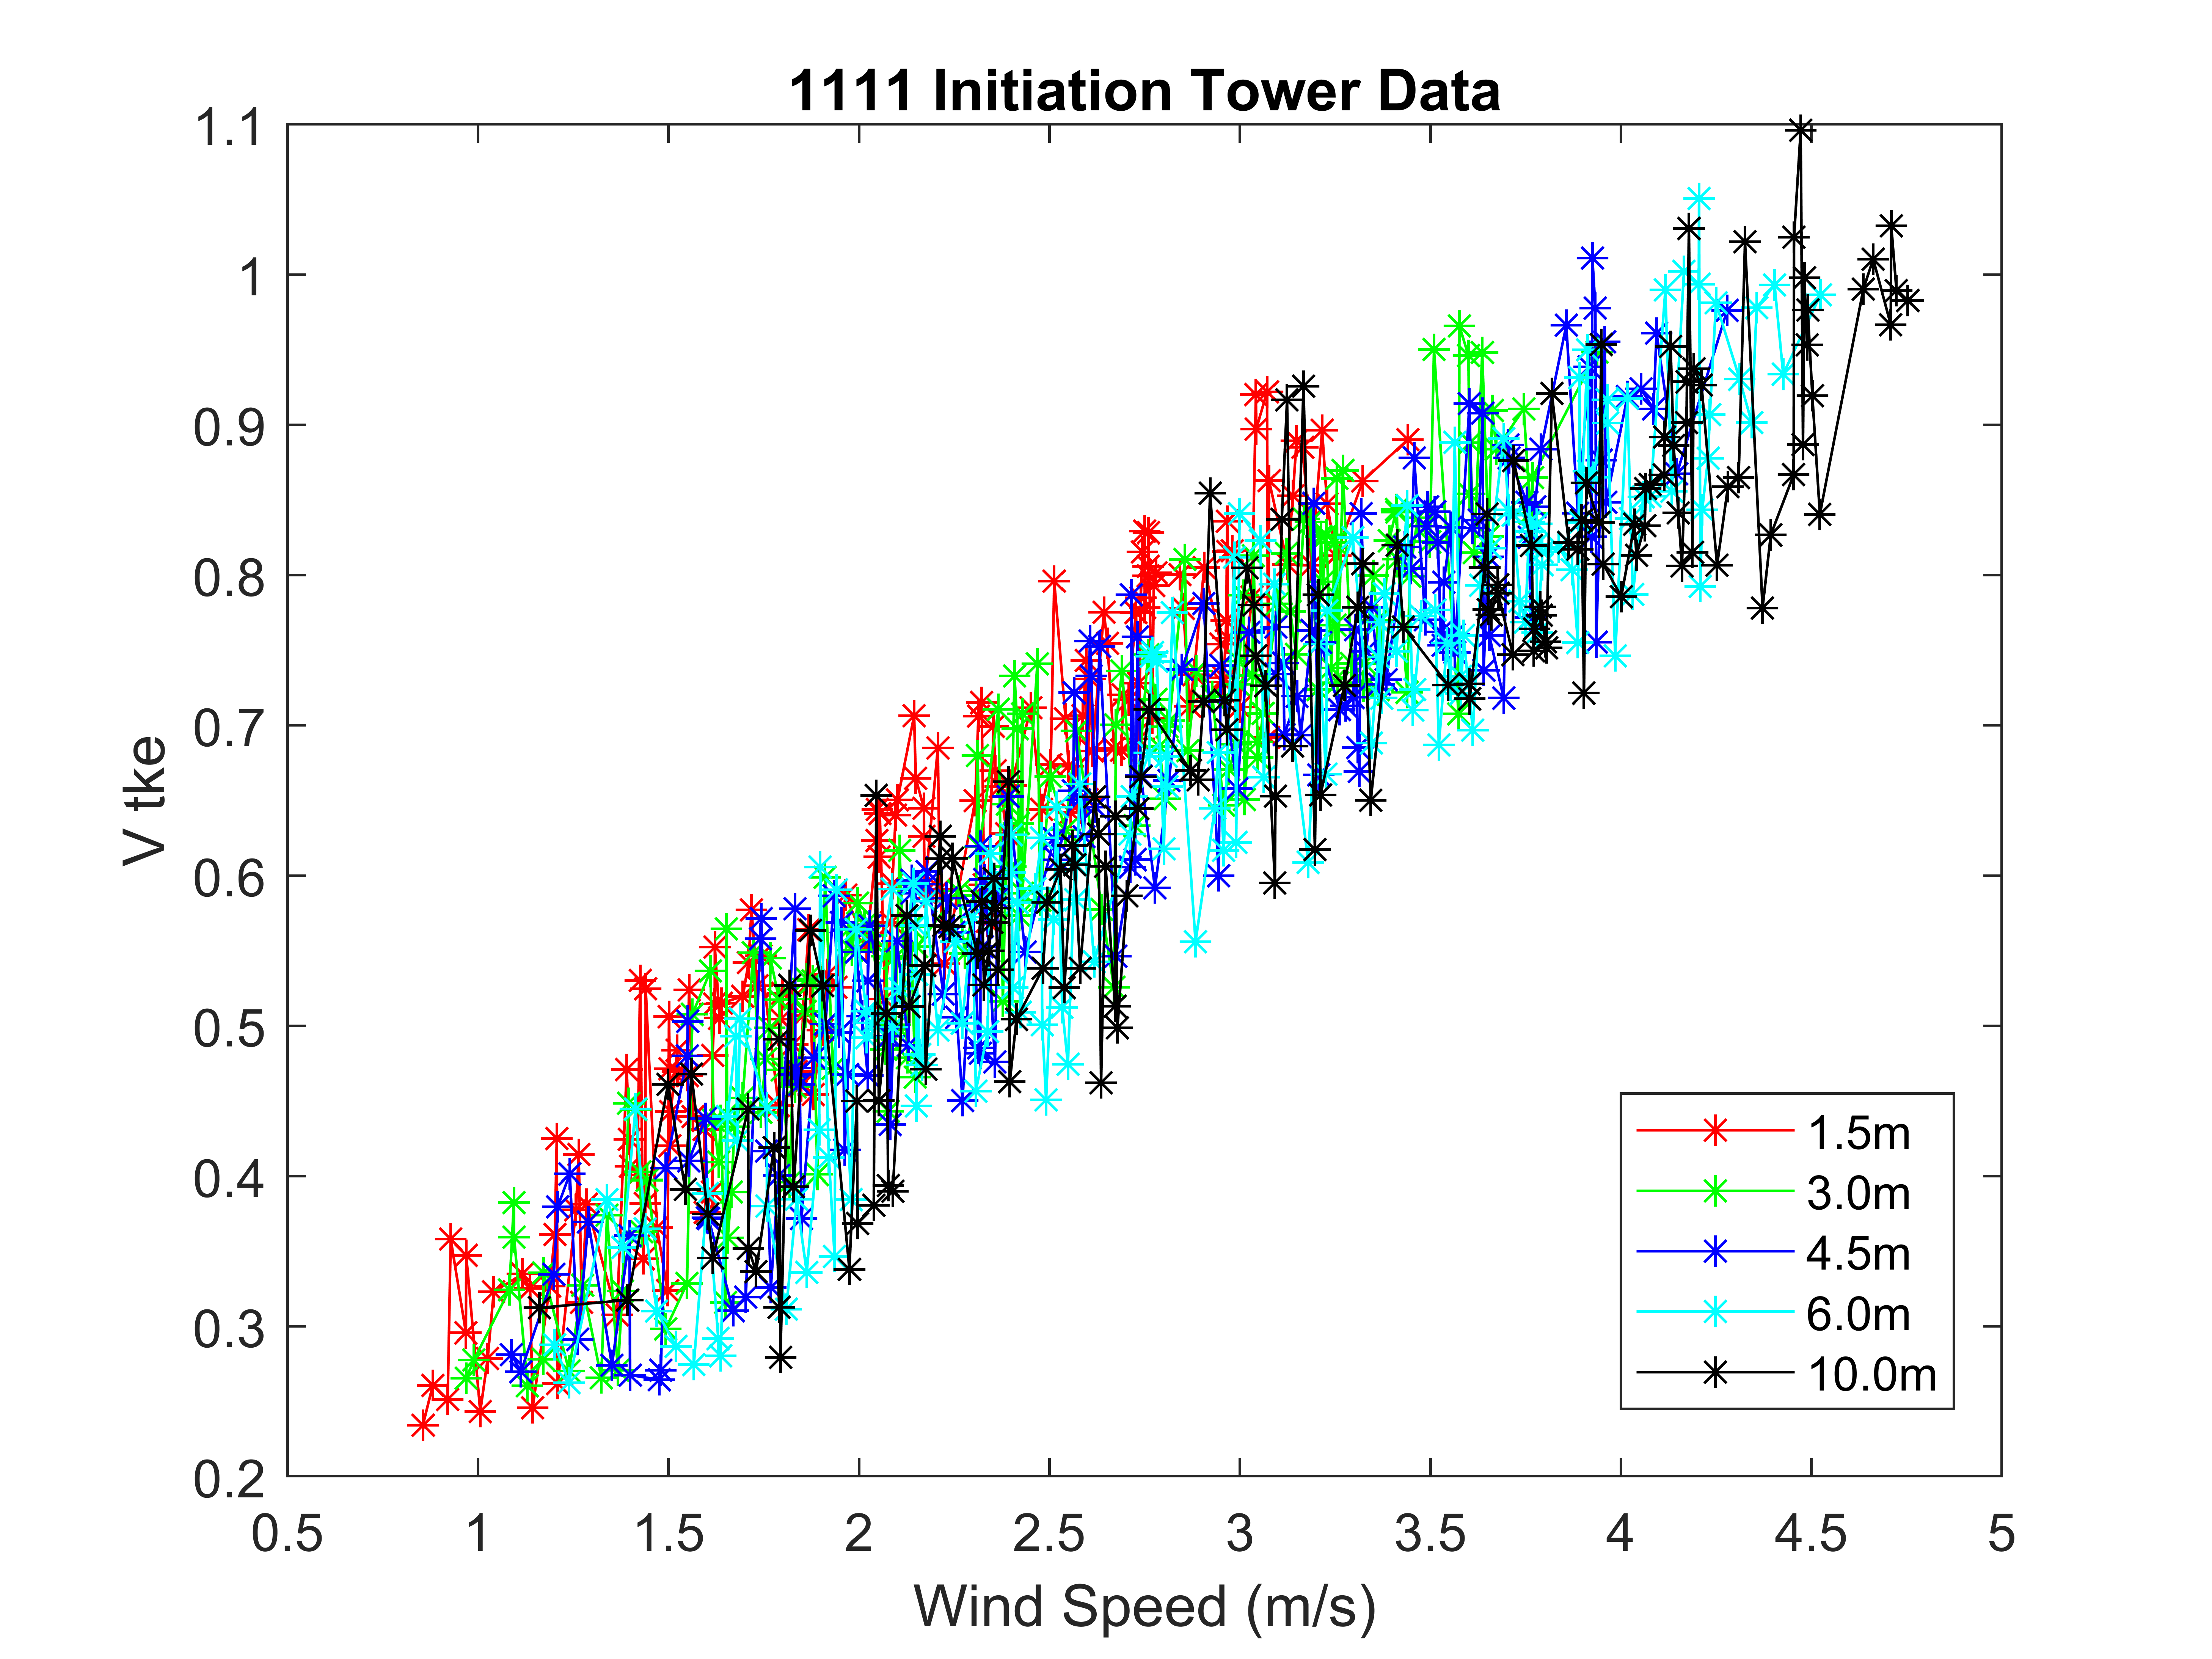 1111 Initiation Tower Data
1.1
1
0.9
0.8
0.7
0.6
0.5
0.4
0.3
0.2
V tke
1.5m
3.0m
4.5m
6.0m
10.0m
0.5 1 1.5 2 2.5 3 3.5 4 4.5 5
Wind Speed (m/s)